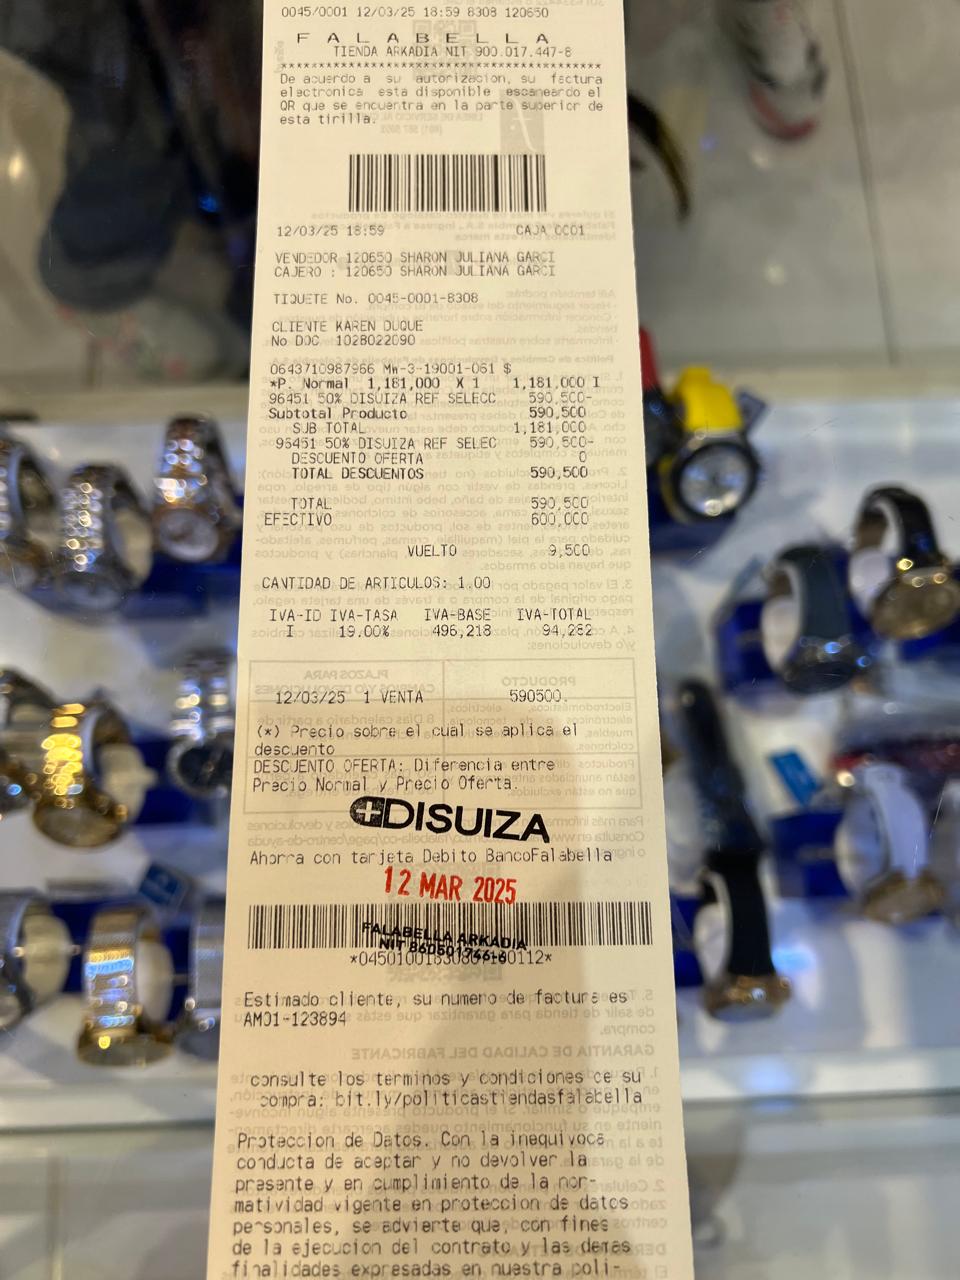 0045/0001 12/03/25 18:59 8308 120650
FALABELLA
TIENDA ARKADIA NIT 900.017.447-8
****************************************
De acuerdo a su autorizacion, su factura
electronica esta disponible escaneando el
QR que se encuentra en la parte superior de
esta tirilla.
12/03/25 18:59 CAJA 0001
VENDEDOR 120650 SHARON JULIANA GARCI
CAJERO : 120650 SHARON JULIANA GARCI
TIQUETE No. 0045-0001-8308
CLIENTE KAREN DUQUE
No DOC 1028022090
0643710987966 MW-3-19001-061 $
*P. Normal 1,181,000 X 1 1,181,000 I
96451 50% DISUIZA REF SELECC 590,500-
Subtotal Producto 590,500
SUB TOTAL 1,181,000
96451 50% DISUIZA REF SELEC 590,500-
DESCUENTO OFERTA 0
TOTAL DESCUENTOS 590,500
TOTAL 590,500
EFECTIVO 600,000
VUELTO 9,500
CANTIDAD DE ARTICULOS: 1.00
IVA-ID IVA-TASA IVA-BASE IVA-TOTAL
I 19.00% 496,218 94,282
12/03/25 1 VENTA 590500.
(*) Precio sobre el cual se aplica el
descuento
DESCUENTO OFERTA: Diferencia entre
Precio Normal y Precio Oferta.
DISUIZA
Ahorra con tarjeta Debito BancoFalabella
12 MAR 2025
FALABELLA ARKADIA
NIT
Estimado cliente, su numero de factura es
AM01-123894
consulte los terminos y condiciones de su
compra: bit.ly/politicastiendasfalabella
Proteccion de Datos. Con la inequivoca
conducta de aceptar y no devolver la
presente y en cumplimiento de la nor-
matividad vigente en proteccion de datos
personales, se advierte que, con fines
de la ejecucion del contrato y las demas
finalidades expresadas en nuestra poli-